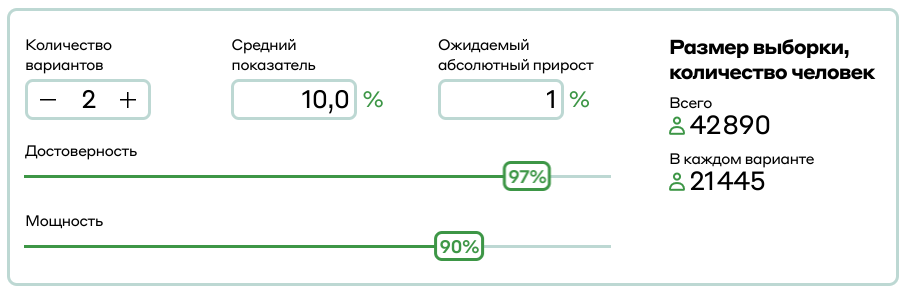 Количество
вариантов
— 2 +
Средний
показатель
10,0 %
Ожидаемый
абсолютный прирост
1 %
Достоверность
97%
Мощность
90%
Размер выборки,
количество человек
Всего
42890
В каждом варианте
21445